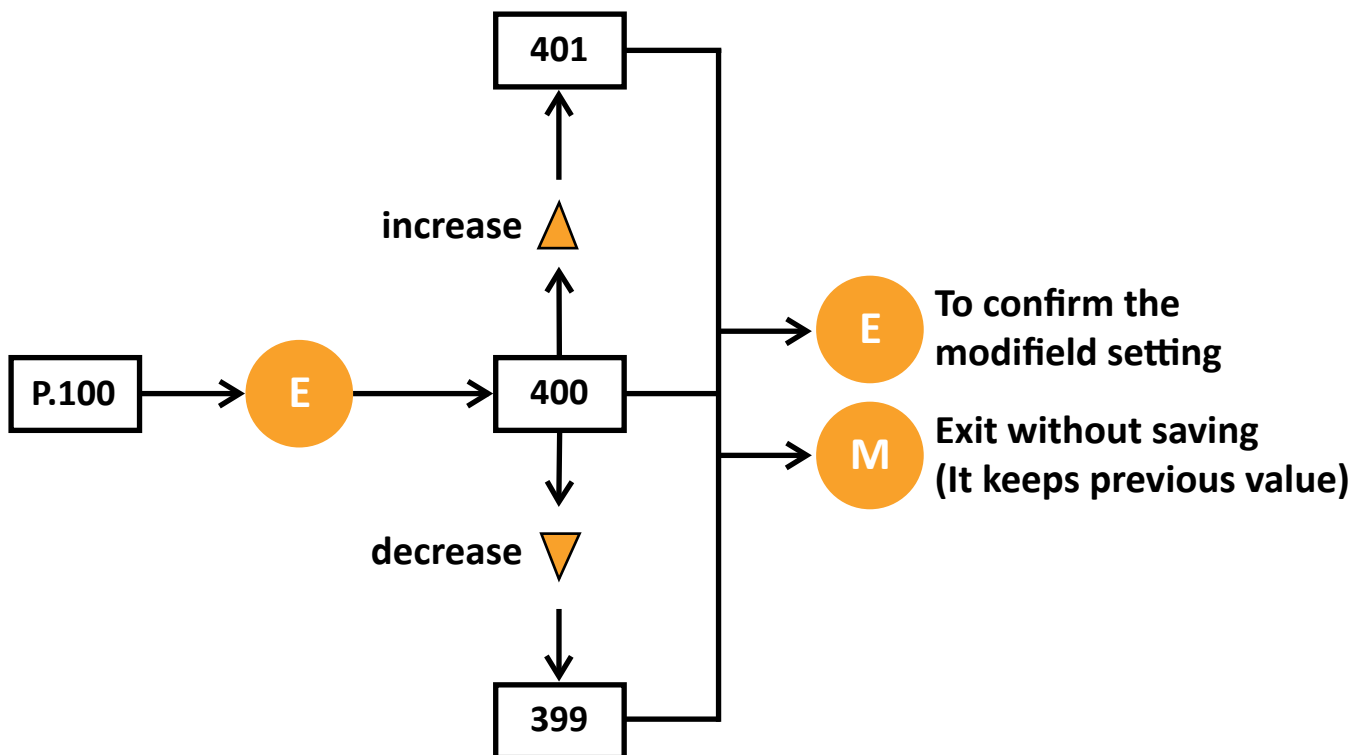 401
increase
P.100
E
400
E
To confirm the
modifield setting
M
Exit without saving
(It keeps previous value)
decrease
399